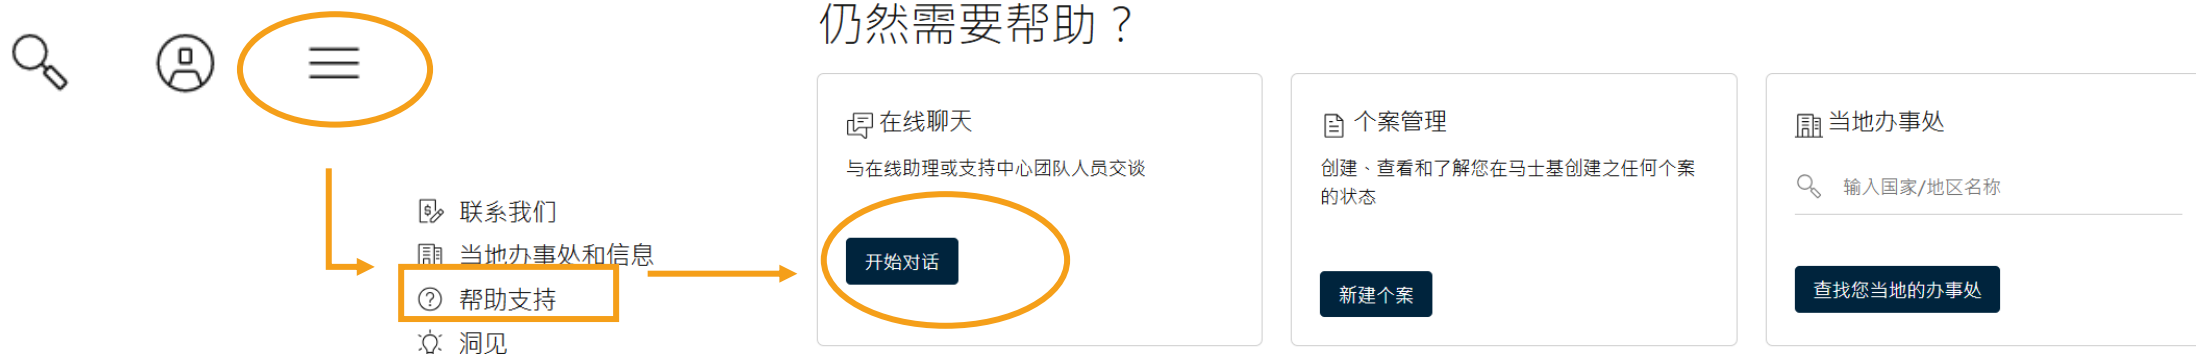 联系我们
当地办事处和信息
帮助支持
洞见
仍然需要帮助？
在线聊天
与在线助理或支持中心团队人员交谈
开始对话
个案管理
创建、查看和了解您在马士基创建之任何个案
的状态
新建个案
当地办事处
输入国家/地区名称
查找您当地的办事处